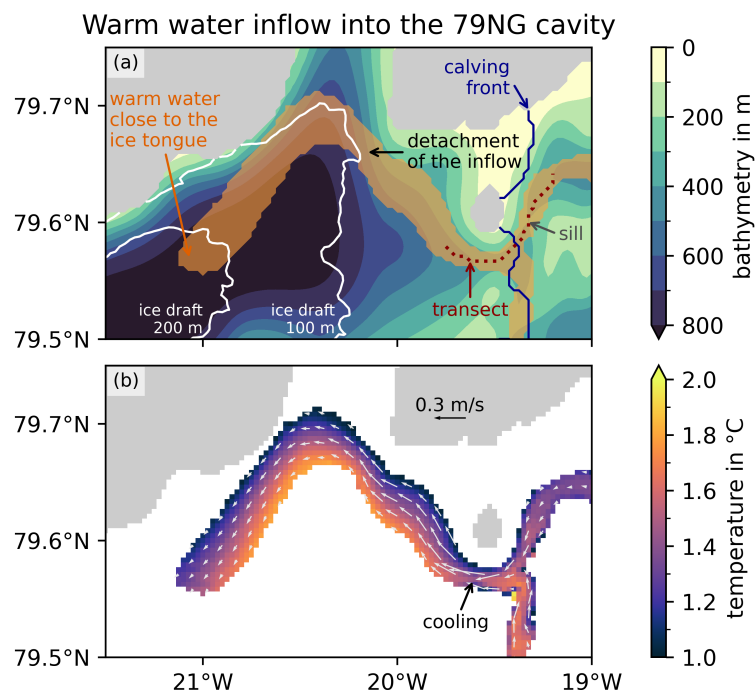 Warm water inflow into the 79NG cavity
(a)
calving
front
warm water
close to the
ice tongue
detachment
of the inflow
sill
transect
ice draft
200 m
ice draft
100 m
79.7°N
79.6°N
79.5°N
0
200
400
600
800
bathymetry in m
(b)
0.3 m/s
cooling
79.7°N
79.6°N
79.5°N
21°W
20°W
19°W
2.0
1.8
1.6
1.4
1.2
1.0
temperature in °C